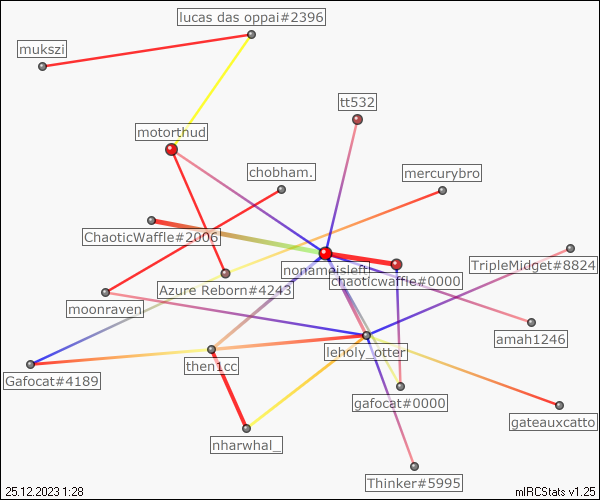 lucas das oppai#2396
mukszi
tt532
motorthud
chobham.
mercurybro
ChaoticWaffle#2006
TripleMidget#8824
nonameisleft
chaoticwaffle#0000
Azure Reborn#4243
moonraven
amah1246
leholy_otter
then1cc
Gafocat#4189
gafocat#0000
gateauxcatto
nharwhal_
Thinker#5995
25.12.2023 1:28
mIRCStats v1.25